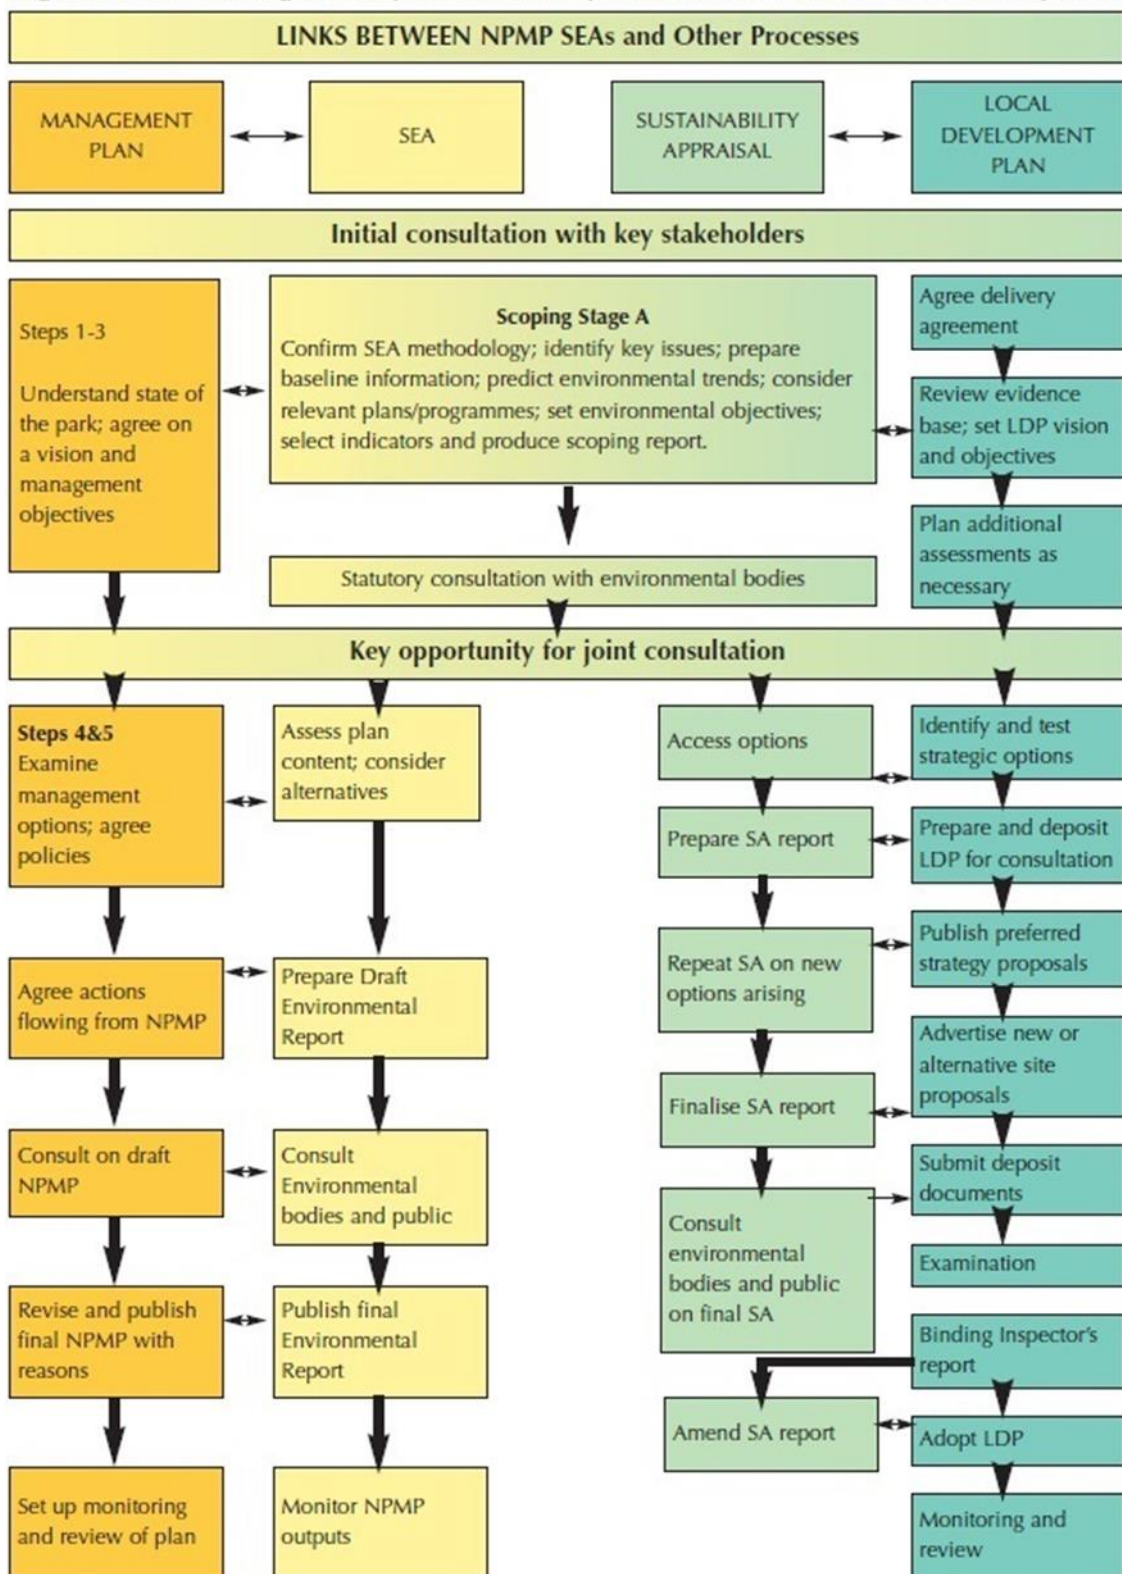 LINKS BETWEEN NPMP SEAs and Other Processes
MANAGEMENT
PLAN
SEA
SUSTAINABILITY
APPRAISAL
LOCAL
DEVELOPMENT
PLAN
Initial consultation with key stakeholders
Steps 1-3
Understand state of
the park; agree on
a vision and
management
objectives
Scoping Stage A
Confirm SEA methodology; identify key issues; prepare
baseline information; predict environmental trends; consider
relevant plans/programmes; set environmental objectives;
select indicators and produce scoping report.
Agree delivery
agreement
Review evidence
base; set LDP vision
and objectives
Plan additional
assessments as
necessary
Statutory consultation with environmental bodies
Key opportunity for joint consultation
Steps 4&5
Examine
management
options; agree
policies
Assess plan
content; consider
alternatives
Access options
Identify and test
strategic options
Prepare SA report
Prepare and deposit
LDP for consultation
Agree actions
flowing from NPMP
Prepare Draft
Environmental
Report
Repeat SA on new
options arising
Publish preferred
strategy proposals
Advertise new or
alternative site
proposals
Finalise SA report
Consult on draft
NPMP
Consult
Environmental
bodies and public
Submit deposit
documents
Consult
environmental
bodies and public
on final SA
Examination
Revise and publish
final NPMP with
reasons
Publish final
Environmental
Report
Binding Inspector's
report
Amend SA report
Adopt LDP
Set up monitoring
and review of plan
Monitor NPMP
outputs
Monitoring and
review